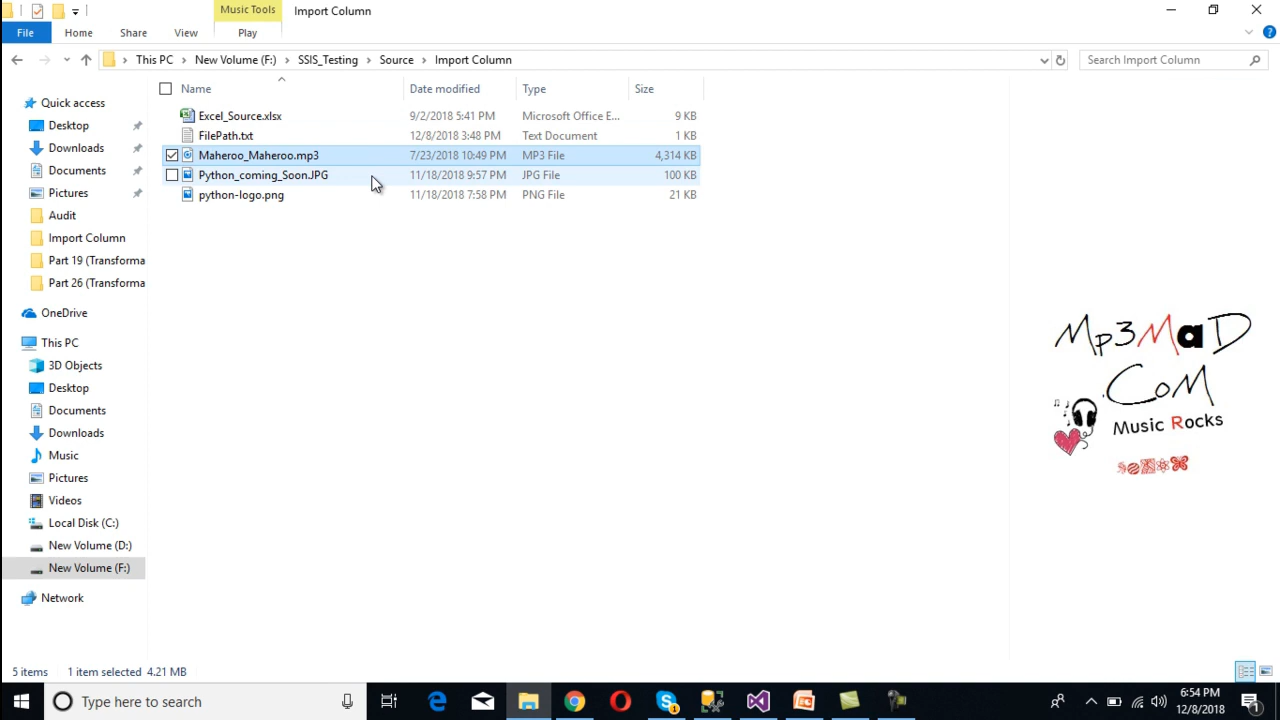 Music Tools
Import Column
File
Home
Share
View
Play
This PC
New Volume (F:)
SSIS_Testing
Source
Import Column
Search Import Column
Name
Date modified
Type
Size
Excel_Source.xlsx
9/2/2018 5:41 PM
Microsoft Office E...
9 KB
FilePath.txt
12/8/2018 3:48 PM
Text Document
1 KB
Maheroo_Maheroo.mp3
7/23/2018 10:49 PM
MP3 File
4,314 KB
Python_coming_Soon.JPG
11/18/2018 9:57 PM
JPG File
100 KB
python-logo.png
11/18/2018 7:58 PM
PNG File
21 KB
Quick access
Desktop
Downloads
Documents
Pictures
Audit
Import Column
Part 19 (Transforma
Part 26 (Transforma
OneDrive
This PC
3D Objects
Desktop
Documents
Downloads
Music
Pictures
Videos
Local Disk (C:)
New Volume (D:)
New Volume (F:)
Network
Mp3MaD
.CoM
Music Rocks
5 items
1 item selected 4.21 MB
Type here to search
6:54 PM
12/8/2018